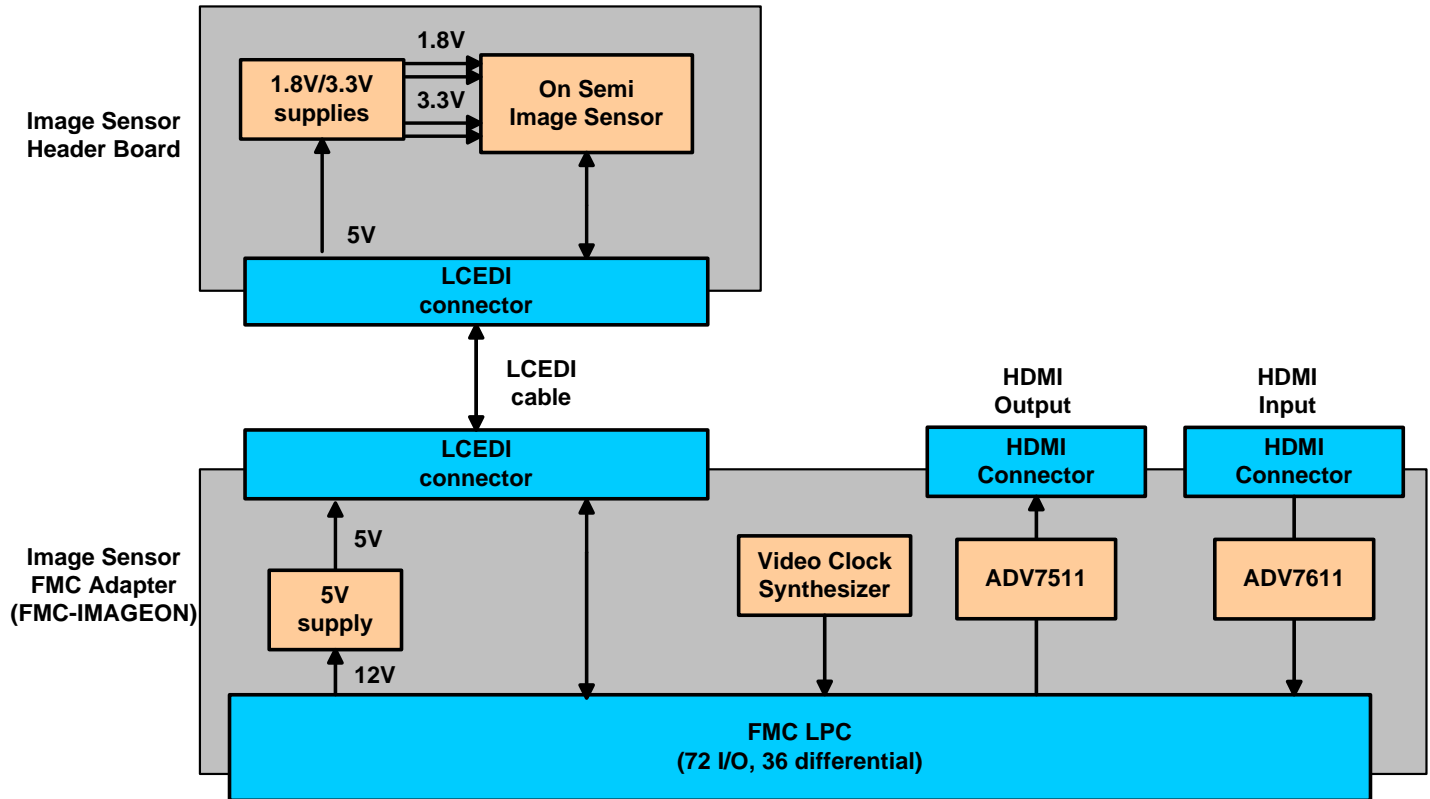 1.8V
1.8V/3.3V
supplies
3.3V
On Semi
Image Sensor
Image Sensor
Header Board
5V
LCEDI
connector
LCEDI
cable
HDMI
Output
HDMI
Input
LCEDI
connector
HDMI
Connector
HDMI
Connector
Image Sensor
FMC Adapter
(FMC-IMAGEON)
5V
5V
supply
12V
Video Clock
Synthesizer
ADV7511
ADV7611
FMC LPC
(72 I/O, 36 differential)